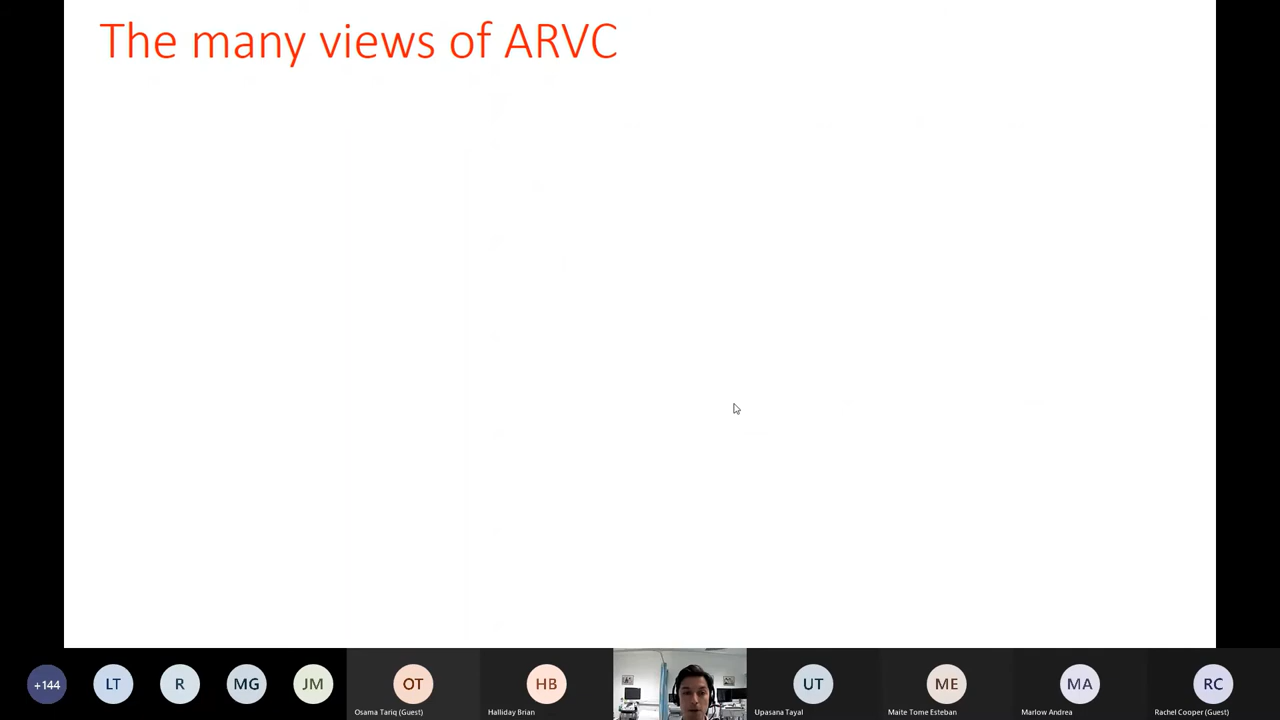 The many views of ARVC
+144
LT
R
MG
JM
OT
Osama Tariq (Guest)
HB
Halliday Brian
UT
Upasana Tayal
ME
Maite Tome Esteban
MA
Marlow Andrea
RC
Rachel Cooper (Guest)